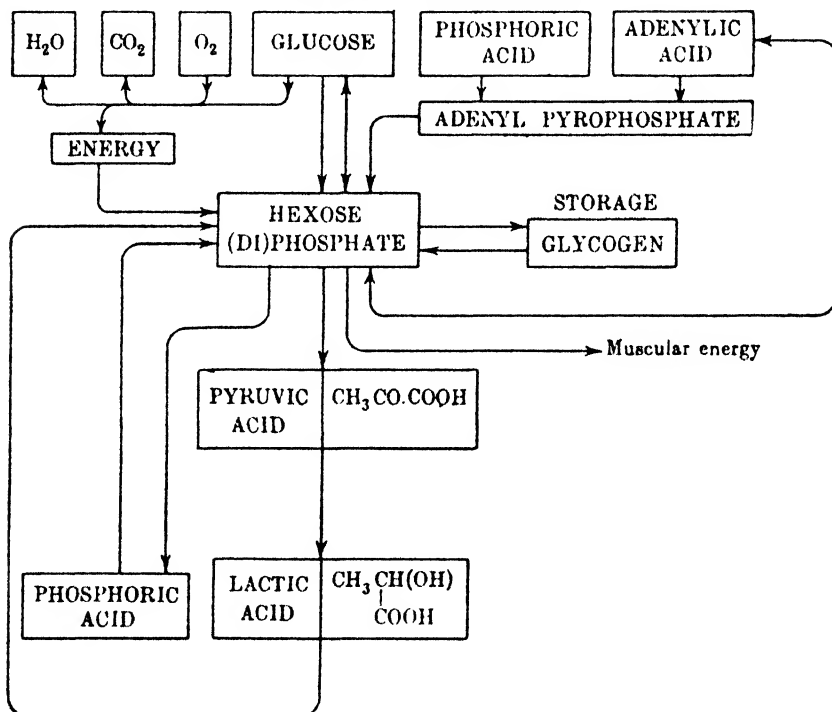 H₂O
CO₂
O₂
GLUCOSE
PHOSPHORIC
ACID
ADENYLIC
ACID
ADENYL PYROPHOSPHATE
ENERGY
HEXOSE
(DI)PHOSPHATE
STORAGE
GLYCOGEN
Muscular energy
PYRUVIC
ACID
CH₃CO.COOH
PHOSPHORIC
ACID
LACTIC
ACID
CH₃CH(OH)
COOH